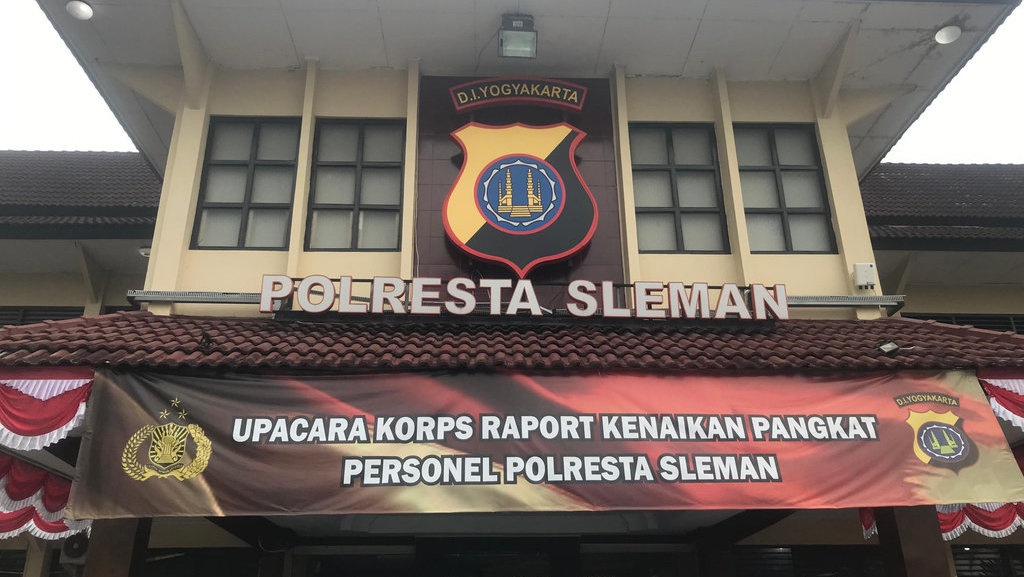 D.I.YOGYAKARTA
POLRESTA SLEMAN
UPACARA KORPS RAPORT KENAIKAN PANGKAT
PERSONEL POLRESTA SLEMAN
D.I.YOGYAKARTA